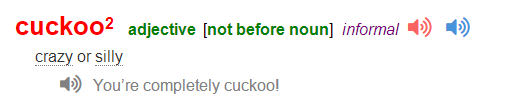 cuckoo² adjective [not before noun] informal
crazy or silly
You're completely cuckoo!